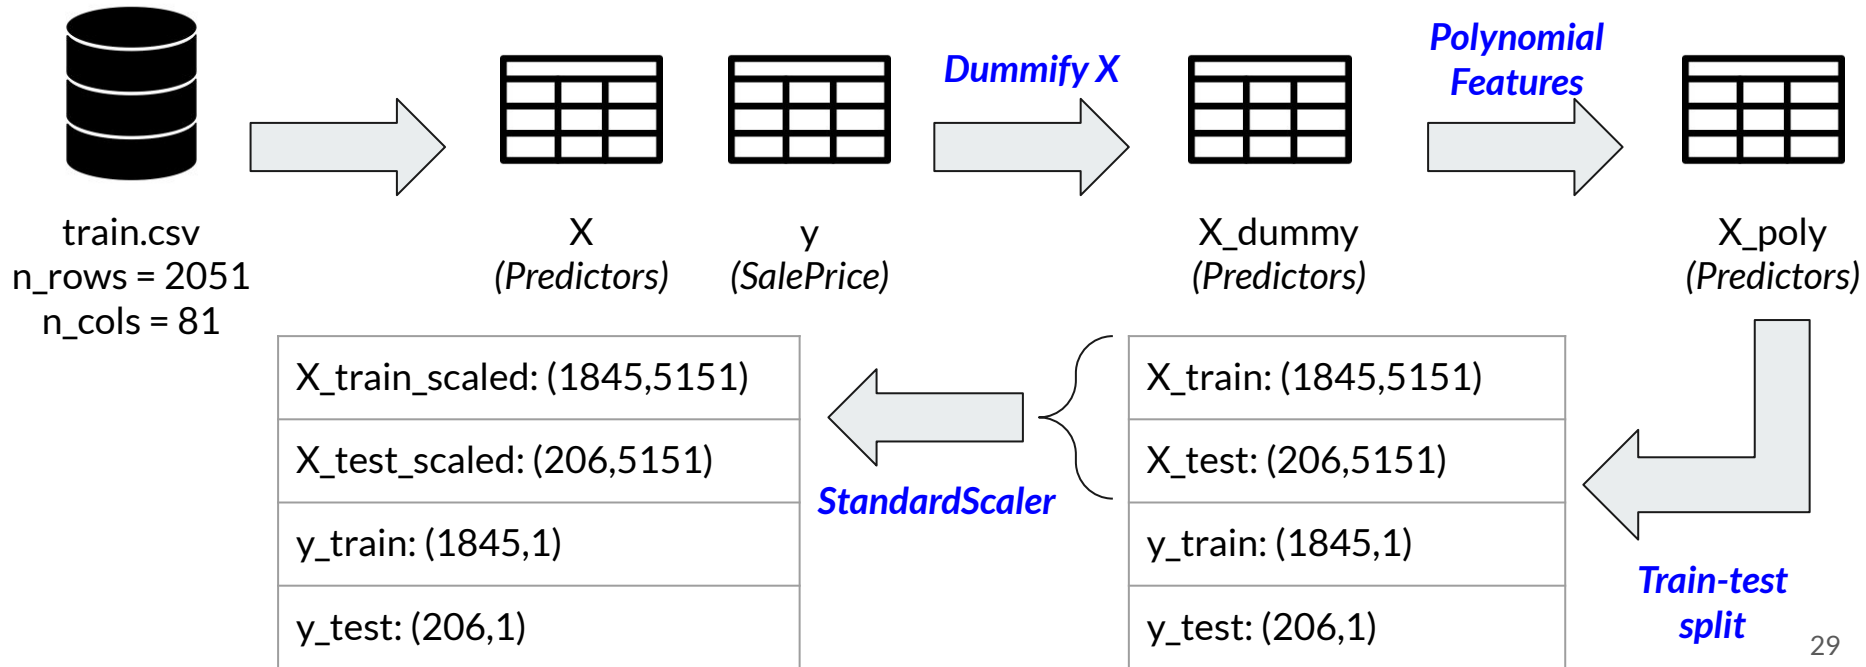 train.csv
n_rows = 2051
n_cols = 81
X
(Predictors)
y
(SalePrice)
Dummify X
X_dummy
(Predictors)
Polynomial
Features
X_poly
(Predictors)
Train-test
split
X_train: (1845,5151)
X_test: (206,5151)
y_train: (1845,1)
y_test: (206,1)
StandardScaler
X_train_scaled: (1845,5151)
X_test_scaled: (206,5151)
y_train: (1845,1)
y_test: (206,1)
29